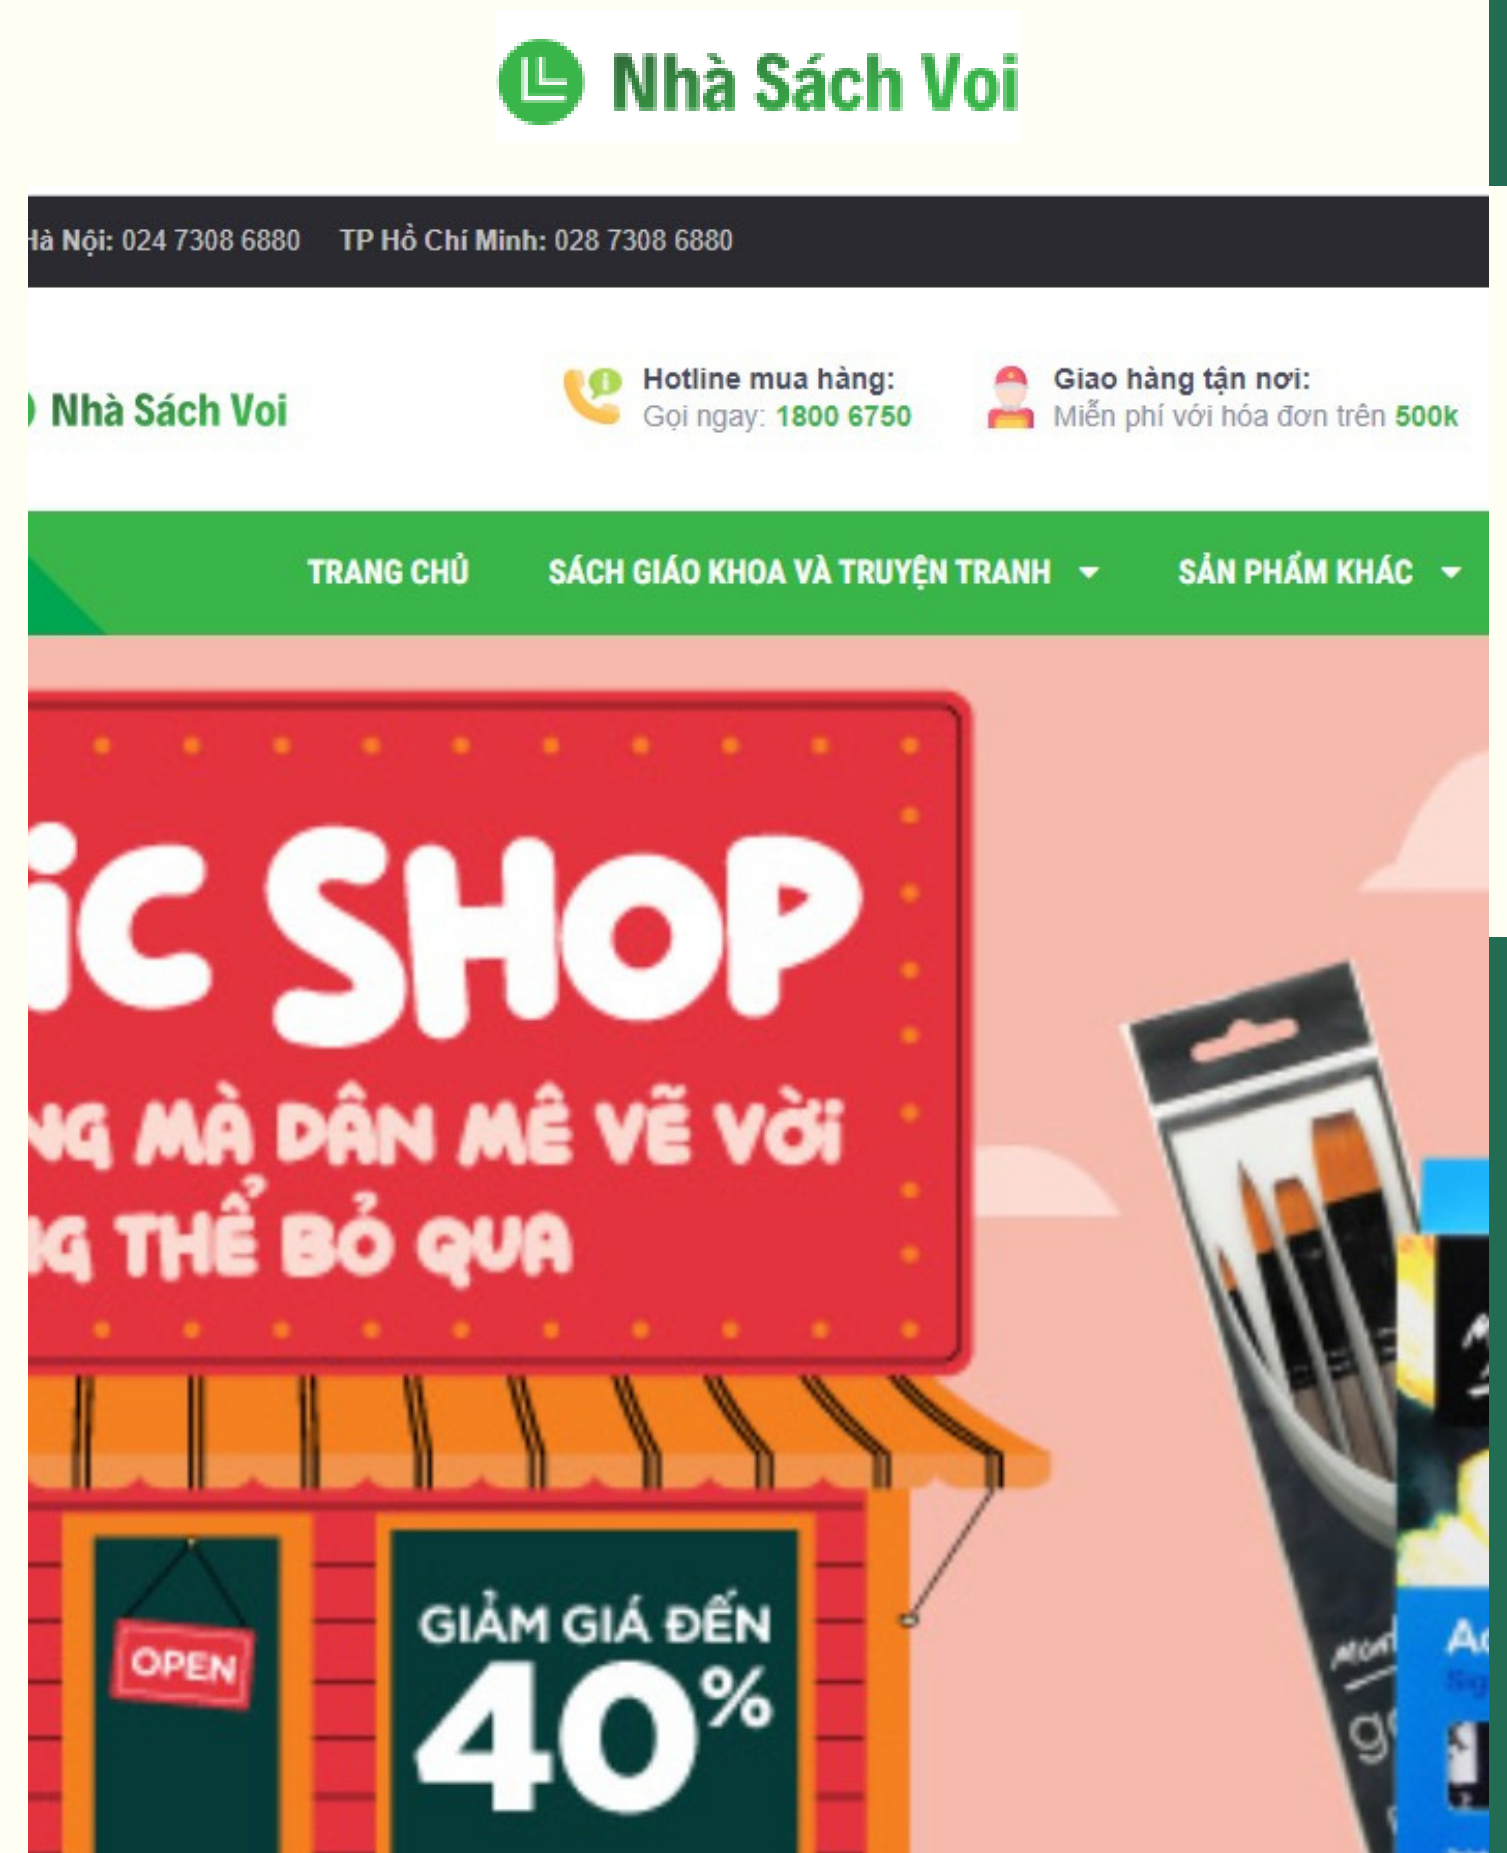 Nhà Sách Voi
Hà Nội: 024 7308 6880 TP Hồ Chí Minh: 028 7308 6880
Hotline mua hàng:
Gọi ngay: 1800 6750
Giao hàng tận nơi:
Miễn phí với hóa đơn trên 500k
Nhà Sách Voi
TRANG CHỦ SÁCH GIÁO KHOA VÀ TRUYỆN TRANH SẢN PHẨM KHÁC
iC SHOP
NG MÀ DÂN MÊ VẼ VỜI
NG THỂ BỎ QUA
OPEN
GIẢM GIÁ ĐẾN
40%